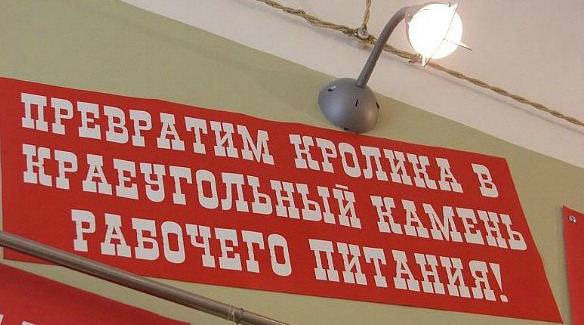 ПРЕВРАТИМ КРОЛИКА В
КРАЕУГОЛЬНЫЙ КАМЕНЬ
РАБОЧЕГО ПИТАНИЯ!